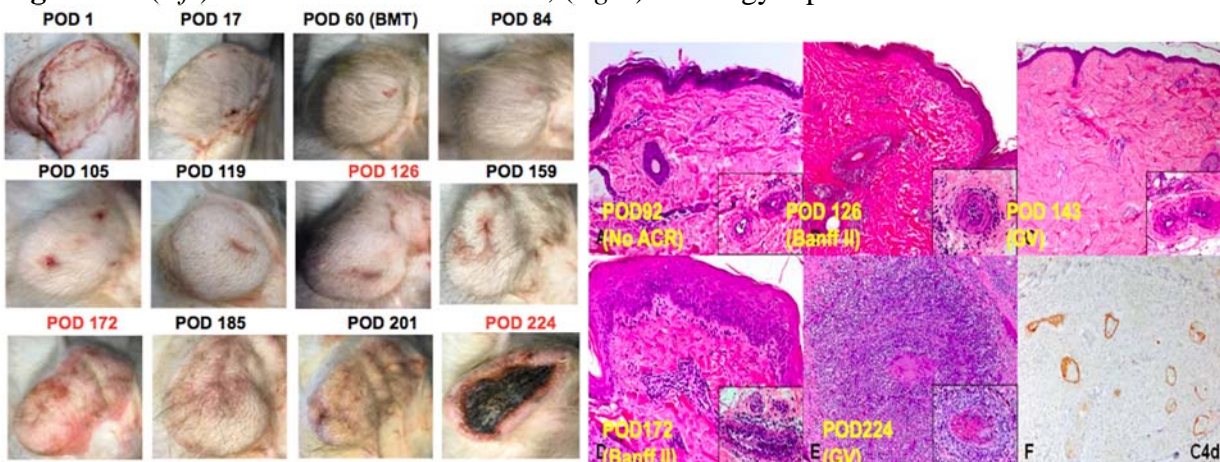 POD 1
POD 17
POD 60 (BMT)
POD 84
POD 105
POD 119
POD 126
POD 159
POD 172
POD 185
POD 201
POD 224
POD92
(No ACR)
POD 126
(Banff II)
POD 143
(GV)
D
POD172
(Banff II)
E
POD224
(GV)
F
C4d